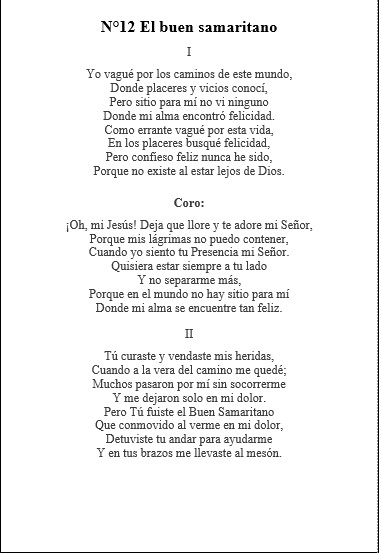 N°12 El buen samaritano
I
Yo vagué por los caminos de este mundo,
Donde placeres y vicios conocí,
Pero sitio para mí no vi ninguno
Donde mi alma encontró felicidad.
Como errante vagué por esta vida,
En los placeres busqué felicidad,
Pero confieso feliz nunca he sido,
Porque no existe al estar lejos de Dios.
Coro:
¡Oh, mi Jesús! Deja que llore y te adore mi Señor,
Porque mis lágrimas no puedo contener,
Cuando yo siento tu Presencia mi Señor.
Quisiera estar siempre a tu lado
Y no separarme más,
Porque en el mundo no hay sitio para mí
Donde mi alma se encuentre tan feliz.
II
Tú curaste y vendaste mis heridas,
Cuando a la vera del camino me quedé;
Muchos pasaron por mí sin socorrerme
Y me dejaron solo en mi dolor.
Pero Tú fuiste el Buen Samaritano
Que conmovido al verme en mi dolor,
Detuviste tu andar para ayudarme
Y en tus brazos me llevaste al mesón.